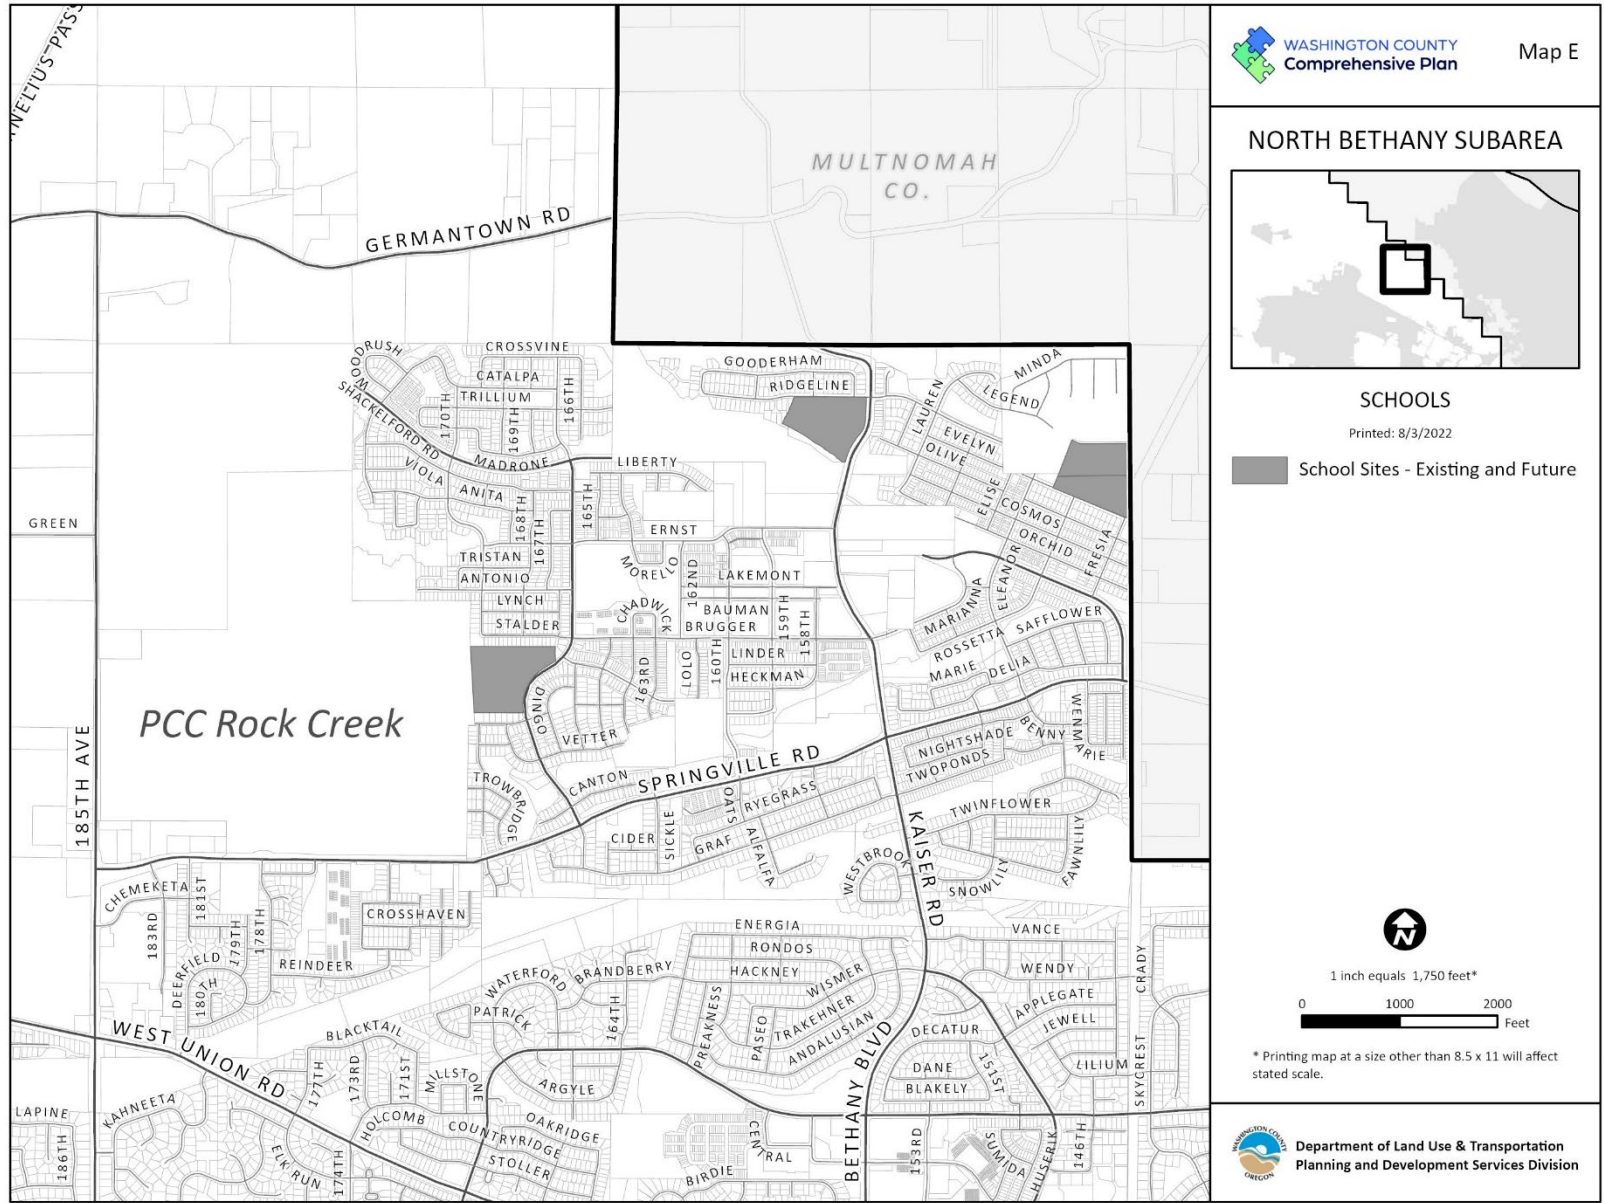 NELIUS PAS
MULTNOMAH
CO.
GERMANTOWN RD
WOODRUSH
CROSSVINE
CATALPA
TRILLIUM
166TH
170TH
169TH
SHACKELFORD RD
MADRONE
VIOLA
ANITA
168TH
167TH
LIBERTY
165TH
ERNST
GOODERHAM
RIDGELINE
LAUREN
LEGEND
MINDA
EVELYN
OLIVE
ELISE
COSMOS
ORCHID
FRESIA
GREEN
TRISTAN
ANTONIO
LYNCH
STALDER
MORELLO
162ND
LAKEMONT
CHADWICK
BAUMAN
BRUGGER
159TH
158TH
LINDER
HECKMAN
160TH
LOLO
163RD
MARIANNA
ELEANOR
ROSSETTA
SAFFLOWER
MARIE
DELIA
PCC Rock Creek
185TH AVE
DINGO
VETTER
CANTON
SPRINGVILLE RD
TROWBRIDGE
NIGHTSHADE
TWOPONDS
BENNY
WENMARIE
OATS
RYEGRASS
CIDER
SICKLE
GRAF
ALFALFA
TWINFLOWER
KAISER RD
WESTBROOK
SNOWLILY
FAWNLILY
CHEMEKETA
181ST
183RD
179TH
178TH
CROSSHAVEN
REINDEER
DEERFIELD
180TH
ENERGIA
RONDOS
HACKNEY
WISMER
VANCE
WENDY
CRADY
WATERFORD
BRANDBERRY
PATRICK
164TH
PREAKNESS
PASEO
TRAKEHNER
ANDALUSIAN
APPLEGATE
JEWELL
DECATUR
LILIUM
SKYCREST
WEST UNION RD
BLACKTAIL
177TH
173RD
171ST
MILLSTONE
ARGYLE
BETHANY BLVD
DANE
BLAKELY
151ST
LAPINE
KAHNEETA
186TH
HOLCOMB
OAKRIDGE
COUNTRYRIDGE
STOLLER
ELK RUN
174TH
CENTRAL
BIRDIE
153RD
SUMIDA
HUSERIK
146TH
WASHINGTON COUNTY
Comprehensive Plan
Map E
NORTH BETHANY SUBAREA
SCHOOLS
Printed: 8/3/2022
School Sites - Existing and Future
N
1 inch equals 1,750 feet*
0 1000 2000
Feet
* Printing map at a size other than 8.5 x 11 will affect
stated scale.
WASHINGTON COUNTY
OREGON
Department of Land Use & Transportation
Planning and Development Services Division